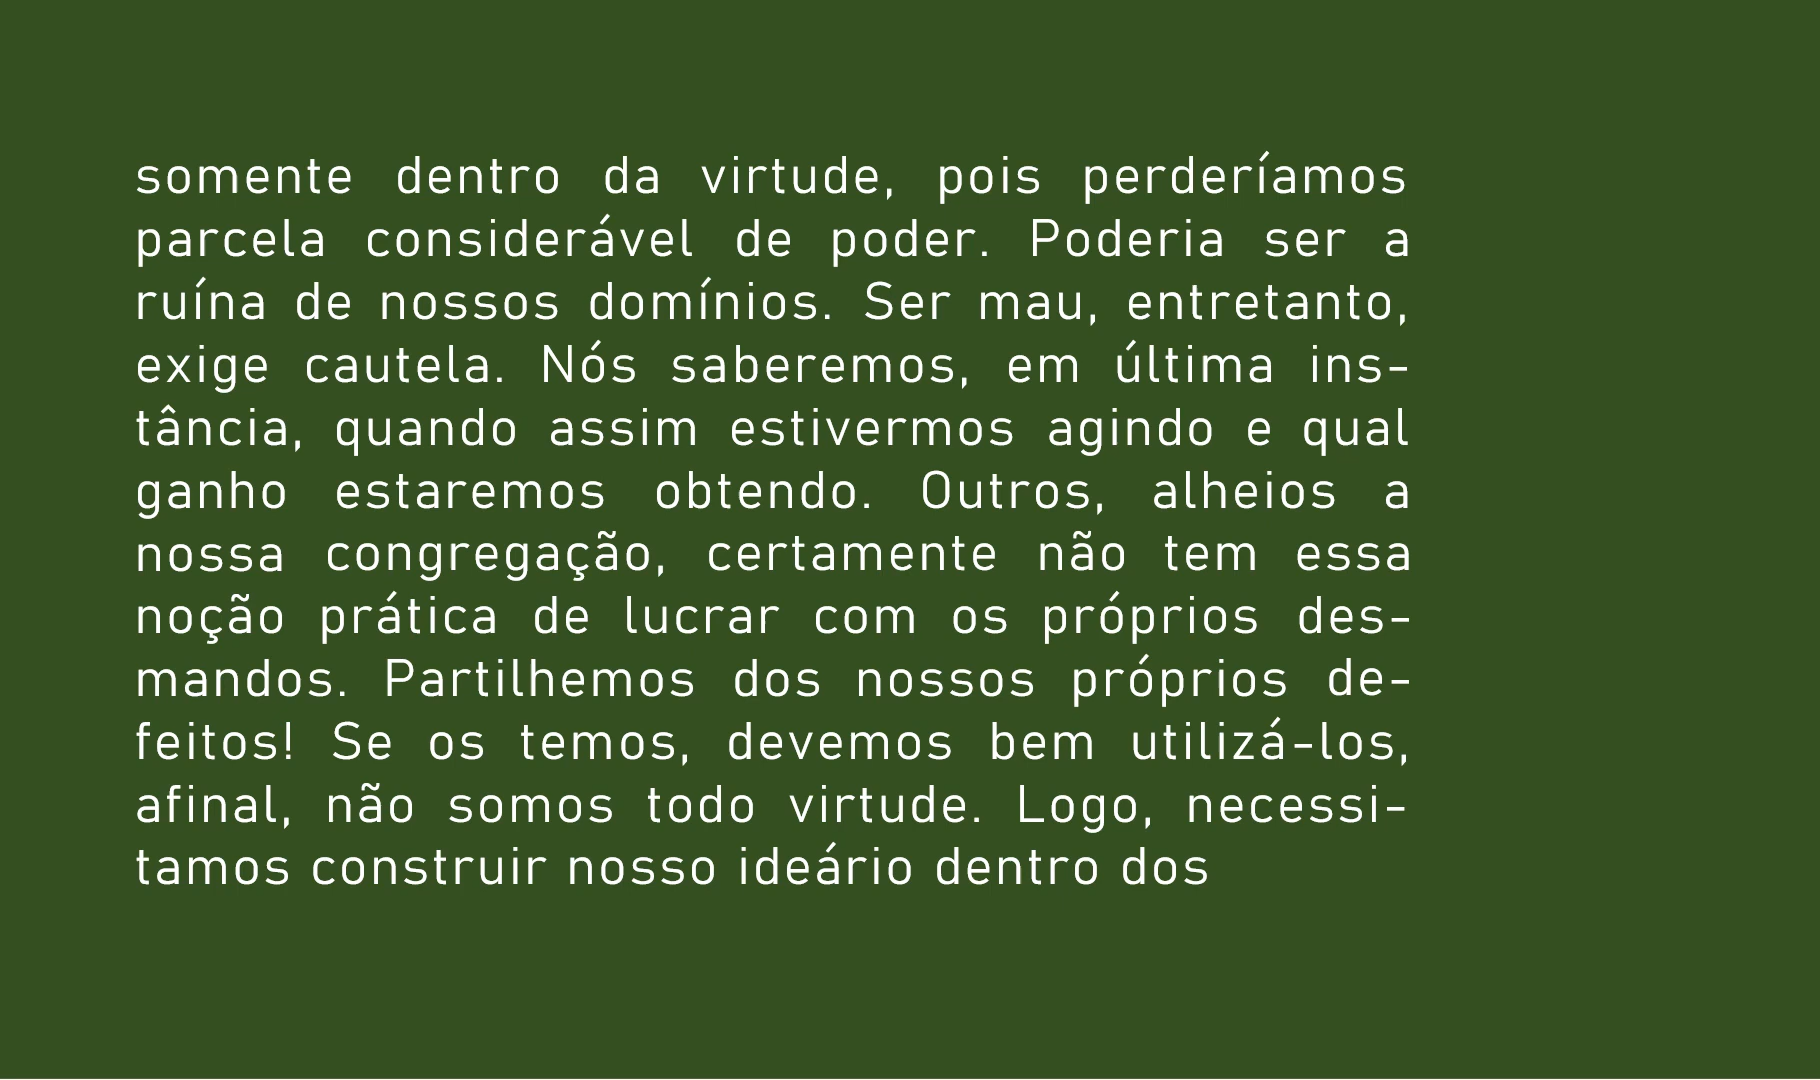 somente dentro da virtude, pois perderíamos
parcela considerável de poder. Poderia ser a
ruína de nossos domínios. Ser mau, entretanto,
exige cautela. Nós saberemos, em última ins-
tância, quando assim estivermos agindo e qual
ganho estaremos obtendo. Outros, alheios a
nossa congregação, certamente não tem essa
noção prática de lucrar com os próprios des-
mandos. Partilhemos dos nossos próprios de-
feitos! Se os temos, devemos bem utilizá-los,
afinal, não somos todo virtude. Logo, necessi-
tamos construir nosso ideário dentro dos